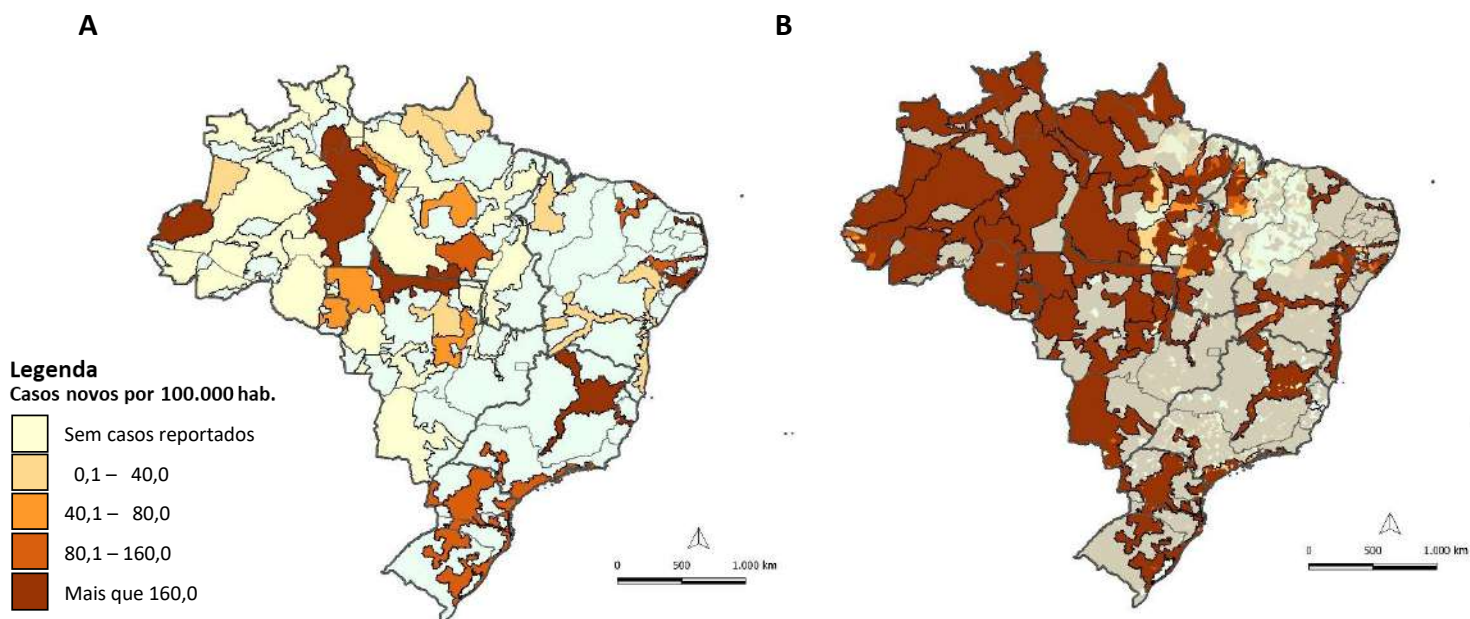 A
B
Legenda
Casos novos por 100.000 hab.
Sem casos reportados
0,1 – 40,0
40,1 – 80,0
80,1 – 160,0
Mais que 160,0
0 500 1.000 km
0 500 1.000 km